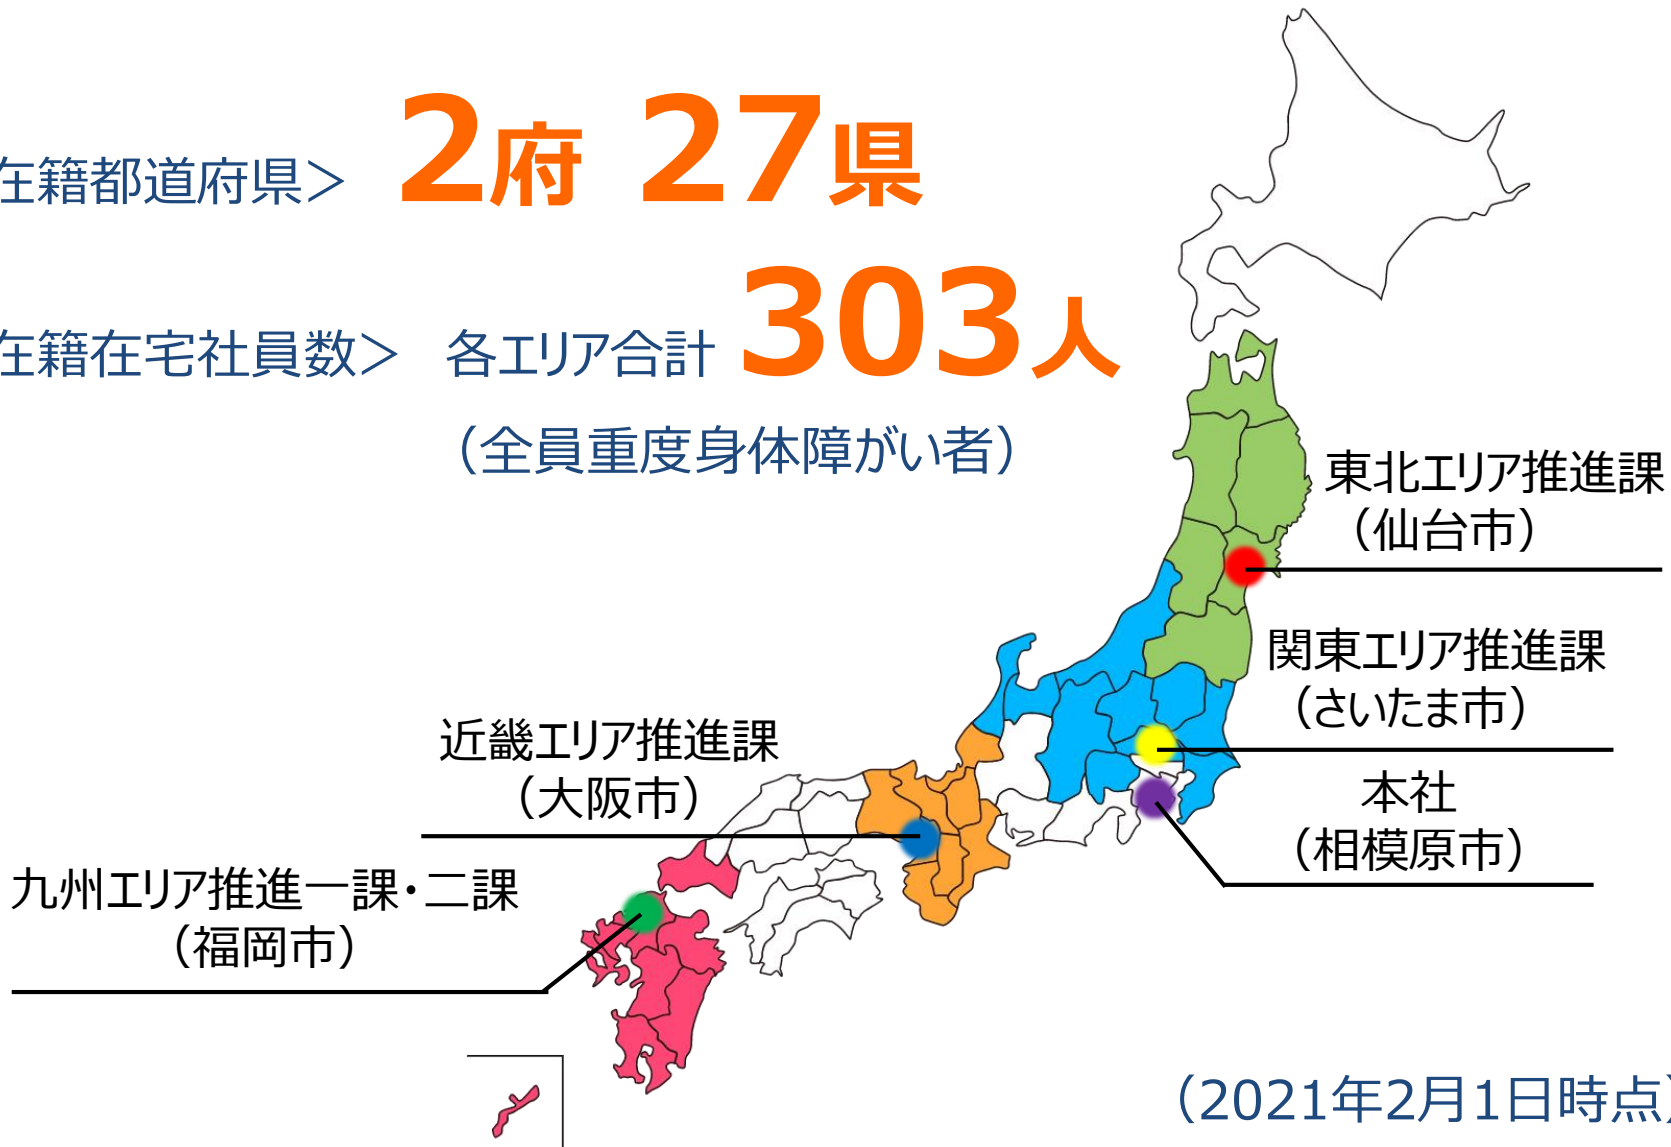 在籍都道府県＞ 2府 27県
在籍在宅社員数＞ 各エリア合計 303人
（全員重度身体障がい者）
東北エリア推進課
（仙台市）
関東エリア推進課
（さいたま市）
近畿エリア推進課
（大阪市）
本社
（相模原市）
九州エリア推進一課・二課
（福岡市）
（2021年2月1日時点）